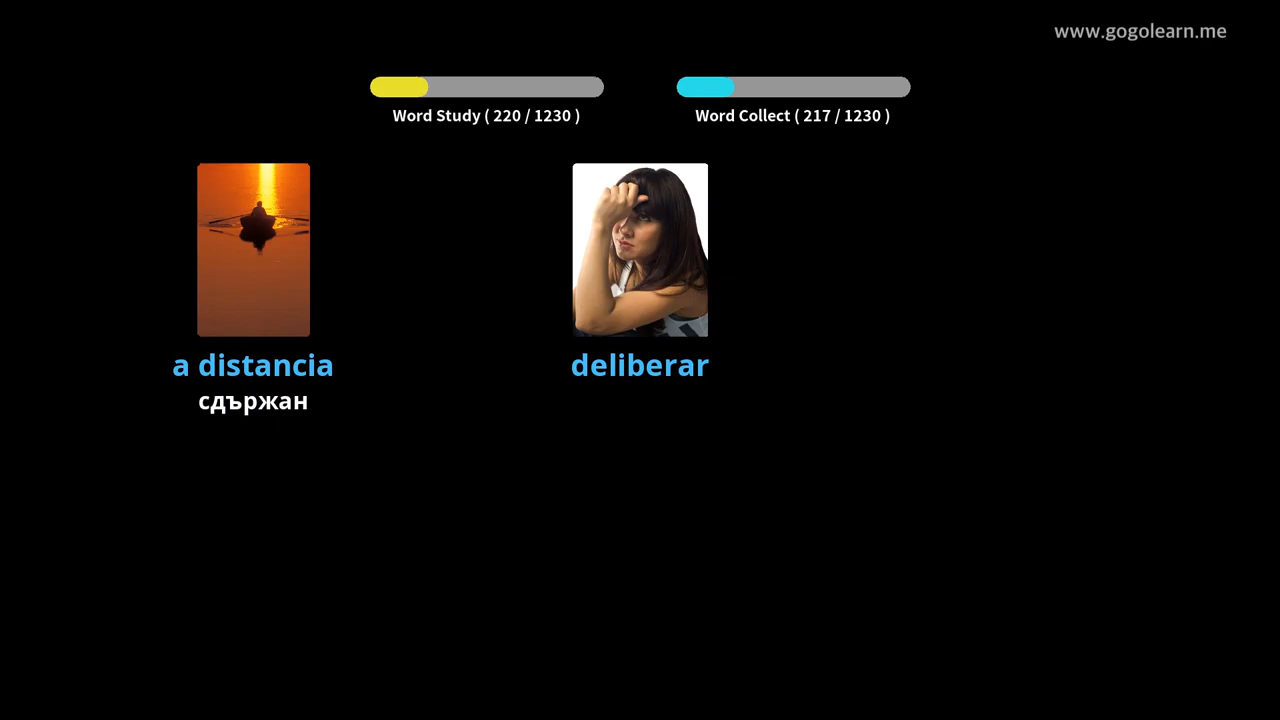 www.gogolearn.me
Word Study ( 220 / 1230 )
Word Collect ( 217 / 1230 )
a distancia
сдържан
deliberar